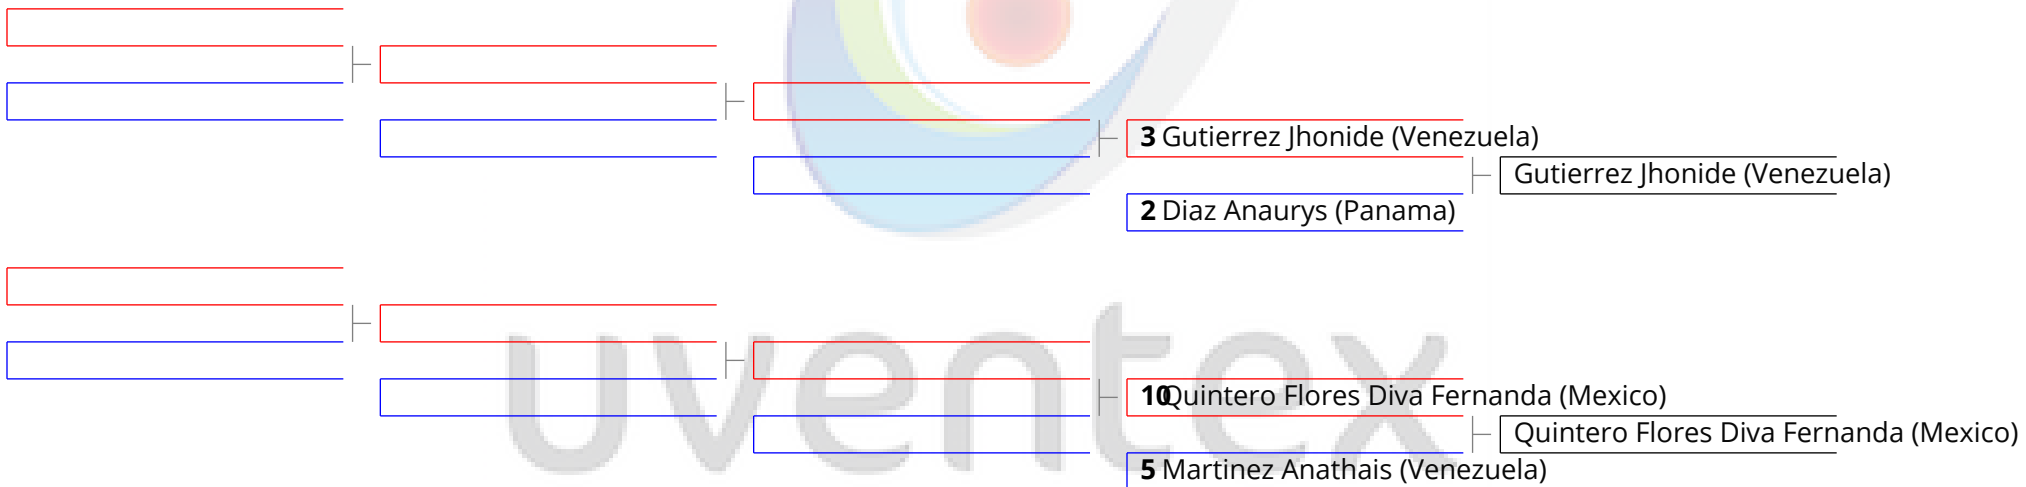 3 Gutierrez Jhonide (Venezuela)
Gutierrez Jhonide (Venezuela)
2 Diaz Anaurys (Panama)
uventex
10 Quintero Flores Diva Fernanda (Mexico)
Quintero Flores Diva Fernanda (Mexico)
5 Martinez Anathais (Venezuela)